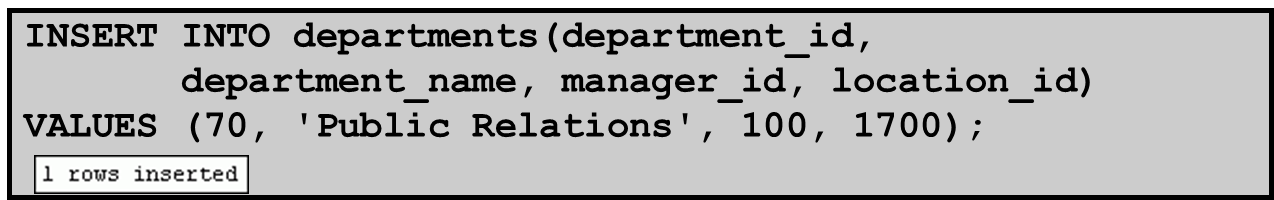 INSERT INTO departments(department_id,
department_name, manager_id, location_id)
VALUES (70, 'Public Relations', 100, 1700);
1 rows inserted